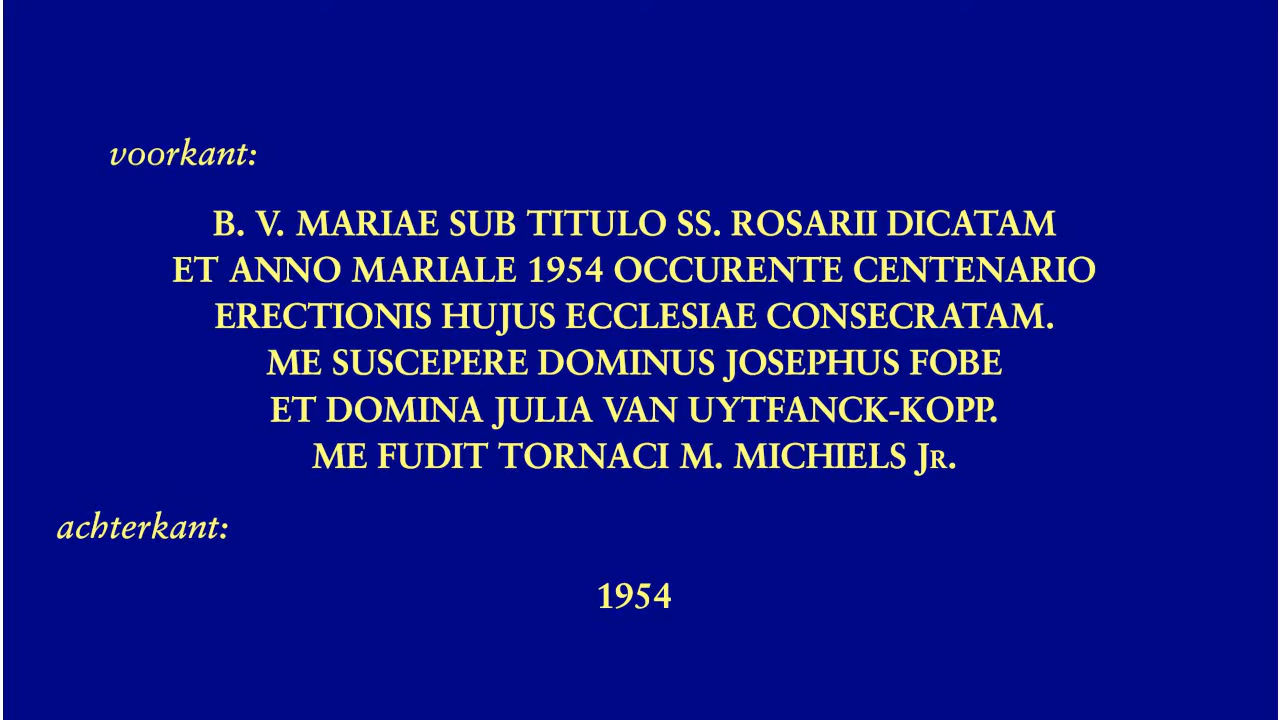 voorkant:
B. V. MARIAE SUB TITULO SS. ROSARII DICATAM
ET ANNO MARIALE 1954 OCCURENTE CENTENARIO
ERECTIONIS HUJUS ECCLESIAE CONSECRATAM.
ME SUSCEPERE DOMINUS JOSEPHUS FOBE
ET DOMINA JULIA VAN UYTFANCK-KOPP.
ME FUDIT TORNACI M. MICHIELS JR.
achterkant:
1954